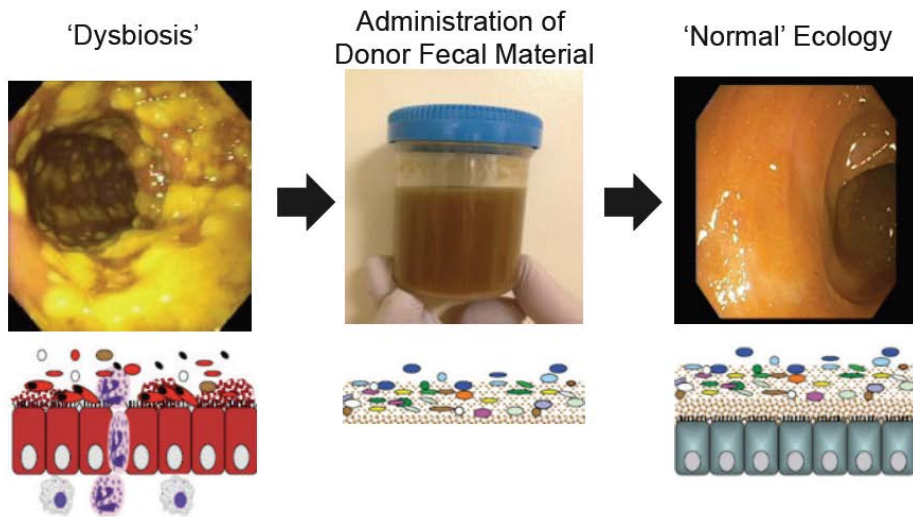 ‘Dysbiosis’
Administration of
Donor Fecal Material
‘Normal’ Ecology